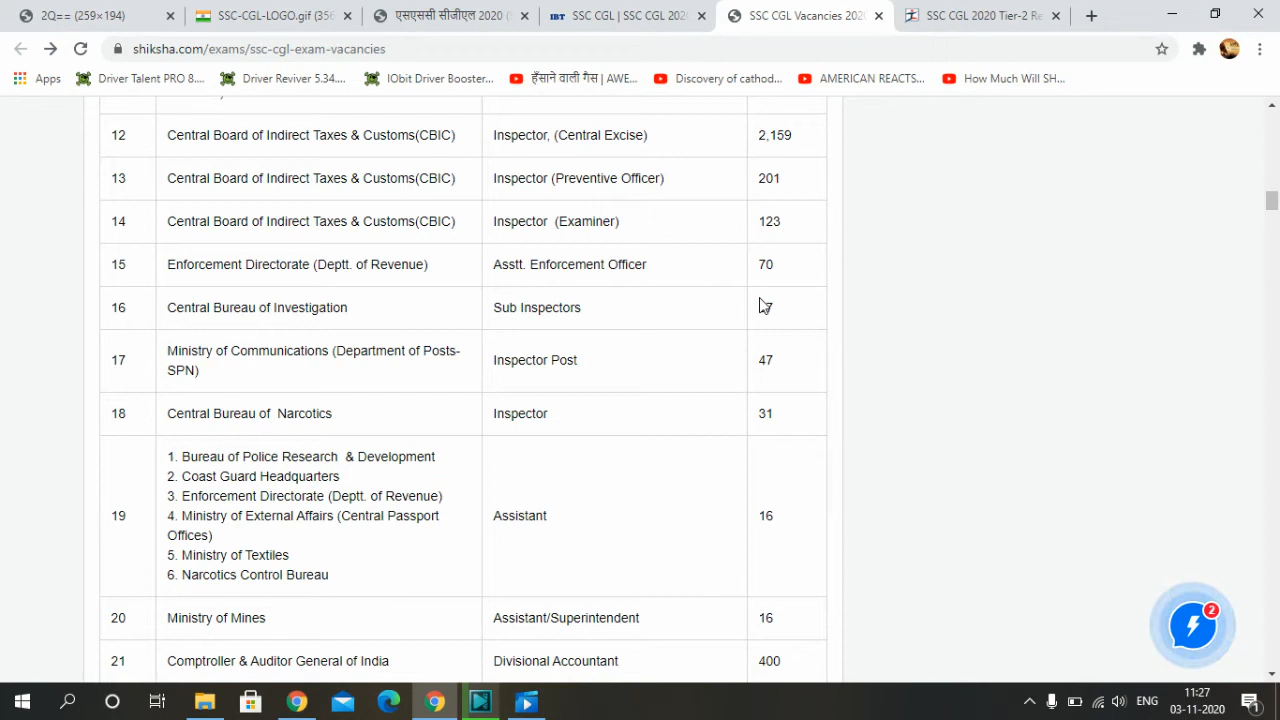 2Q== (259×194)
SSC-CGL-LOGO.gif (356
एसएससी सीजीएल 2020 (
IBT
SSC CGL | SSC CGL 2020
SSC CGL Vacancies 2020
SSC CGL 2020 Tier-2 Re
shiksha.com/exams/ssc-cgl-exam-vacancies
Apps
Driver Talent PRO 8....
Driver Reviver 5.34....
IObit Driver Booster...
हँसाने वाली गैस | AWE...
Discovery of cathod...
AMERICAN REACTS...
How Much Will SH...
12 Central Board of Indirect Taxes & Customs(CBIC) Inspector, (Central Excise) 2,159
13 Central Board of Indirect Taxes & Customs(CBIC) Inspector (Preventive Officer) 201
14 Central Board of Indirect Taxes & Customs(CBIC) Inspector (Examiner) 123
15 Enforcement Directorate (Deptt. of Revenue) Asstt. Enforcement Officer 70
16 Central Bureau of Investigation Sub Inspectors
17 Ministry of Communications (Department of Posts- Inspector Post 47
SPN)
18 Central Bureau of Narcotics Inspector 31
1. Bureau of Police Research & Development
2. Coast Guard Headquarters
3. Enforcement Directorate (Deptt. of Revenue)
19 4. Ministry of External Affairs (Central Passport Assistant 16
Offices)
5. Ministry of Textiles
6. Narcotics Control Bureau
20 Ministry of Mines Assistant/Superintendent 16
21 Comptroller & Auditor General of India Divisional Accountant 400
2
ENG
11:27
03-11-2020
1